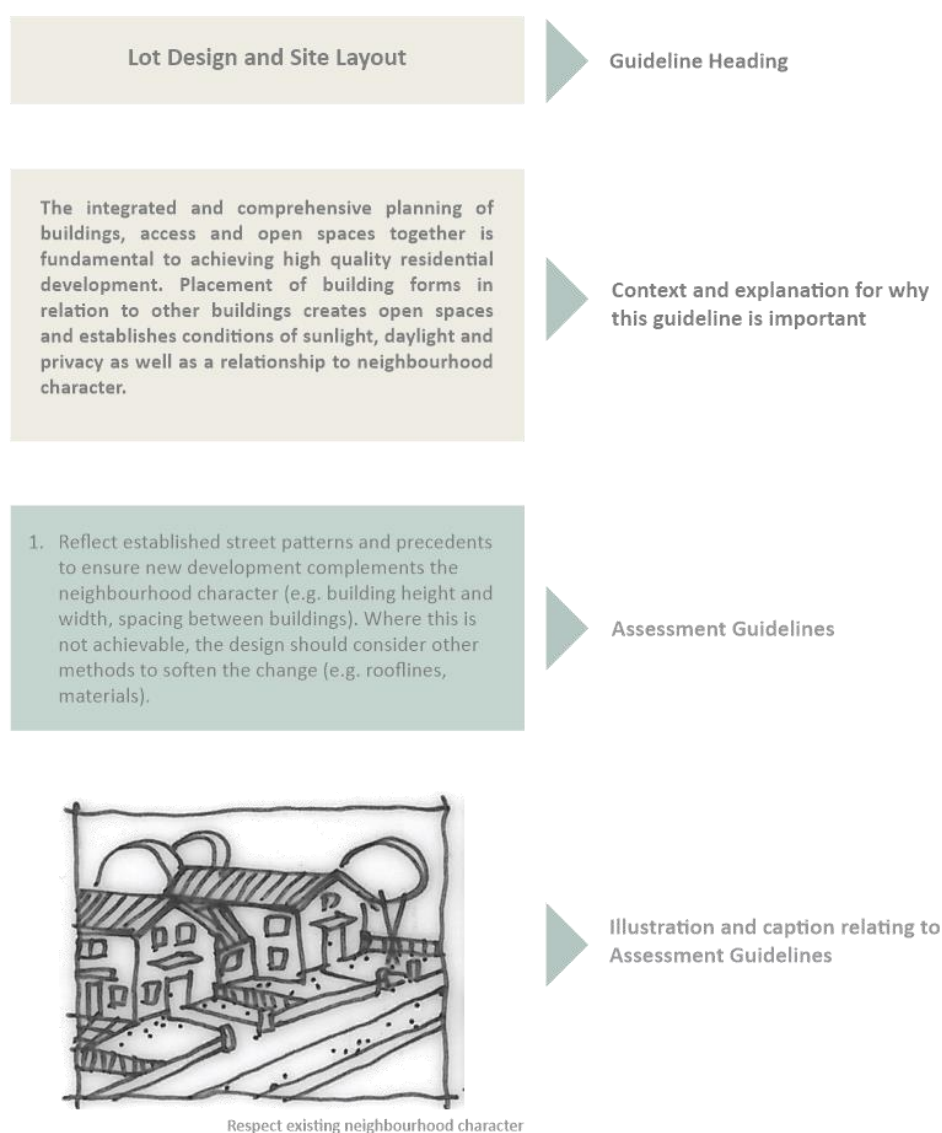 Lot Design and Site Layout
Guideline Heading
The integrated and comprehensive planning of
buildings, access and open spaces together is
fundamental to achieving high quality residential
development. Placement of building forms in
relation to other buildings creates open spaces
and establishes conditions of sunlight, daylight and
privacy as well as a relationship to neighbourhood
character.
Context and explanation for why
this guideline is important
1. Reflect established street patterns and precedents
to ensure new development complements the
neighbourhood character (e.g. building height and
width, spacing between buildings). Where this is
not achievable, the design should consider other
methods to soften the change (e.g. rooflines,
materials).
Assessment Guidelines
Illustration and caption relating to
Assessment Guidelines
Respect existing neighbourhood character